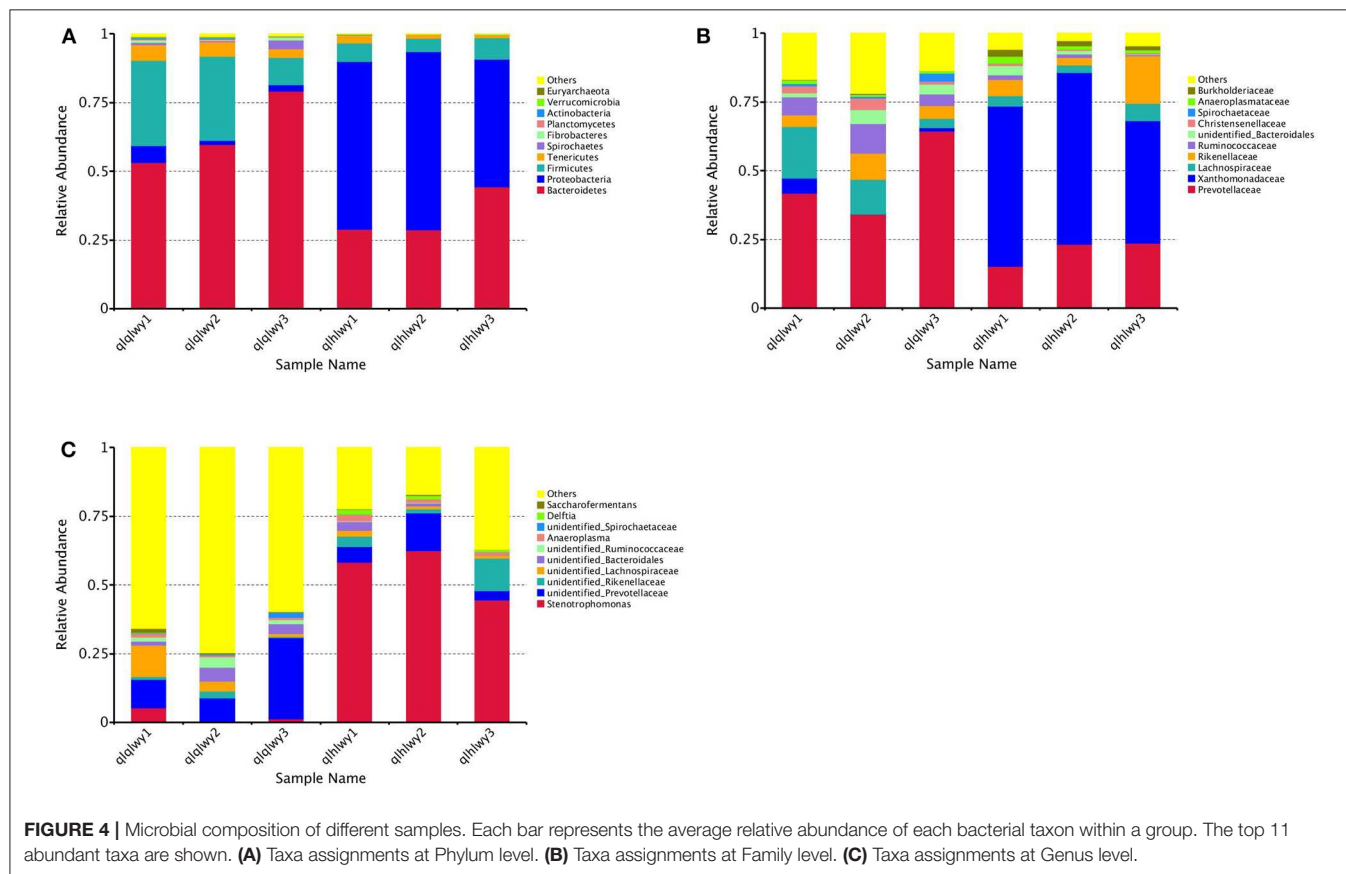 A
Relative Abundance
1
0.75
0.5
0.25
0
qlqlwy1
qlqlwy2
qlqlwy3
qlhlwy1
qlhlwy2
qlhlwy3
Sample Name
Others
Euryarchaeota
Verrucomicrobia
Actinobacteria
Planctomycetes
Fibrobacteres
Spirochaetes
Tenericutes
Firmicutes
Proteobacteria
Bacteroidetes
B
Relative Abundance
1
0.75
0.5
0.25
0
qlqlwy1
qlqlwy2
qlqlwy3
qlhlwy1
qlhlwy2
qlhlwy3
Sample Name
Others
Burkholderiaceae
Anaeroplasmataceae
Spirochaetaceae
Christensenellaceae
unidentified_Bacteroidales
Ruminococcaceae
Rikenellaceae
Lachnospiraceae
Xanthomonadaceae
Prevotellaceae
C
Relative Abundance
1
0.75
0.5
0.25
0
qlqlwy1
qlqlwy2
qlqlwy3
qlhlwy1
qlhlwy2
qlhlwy3
Sample Name
Others
Saccharofermentans
Delftia
unidentified_Spirochaetaceae
Anaeroplasma
unidentified_Ruminococcaceae
unidentified_Bacteroidales
unidentified_Lachnospiraceae
unidentified_Rikenellaceae
unidentified_Prevotellaceae
Stenotrophomonas
FIGURE 4 | Microbial composition of different samples. Each bar represents the average relative abundance of each bacterial taxon within a group. The top 11
abundant taxa are shown. (A) Taxa assignments at Phylum level. (B) Taxa assignments at Family level. (C) Taxa assignments at Genus level.